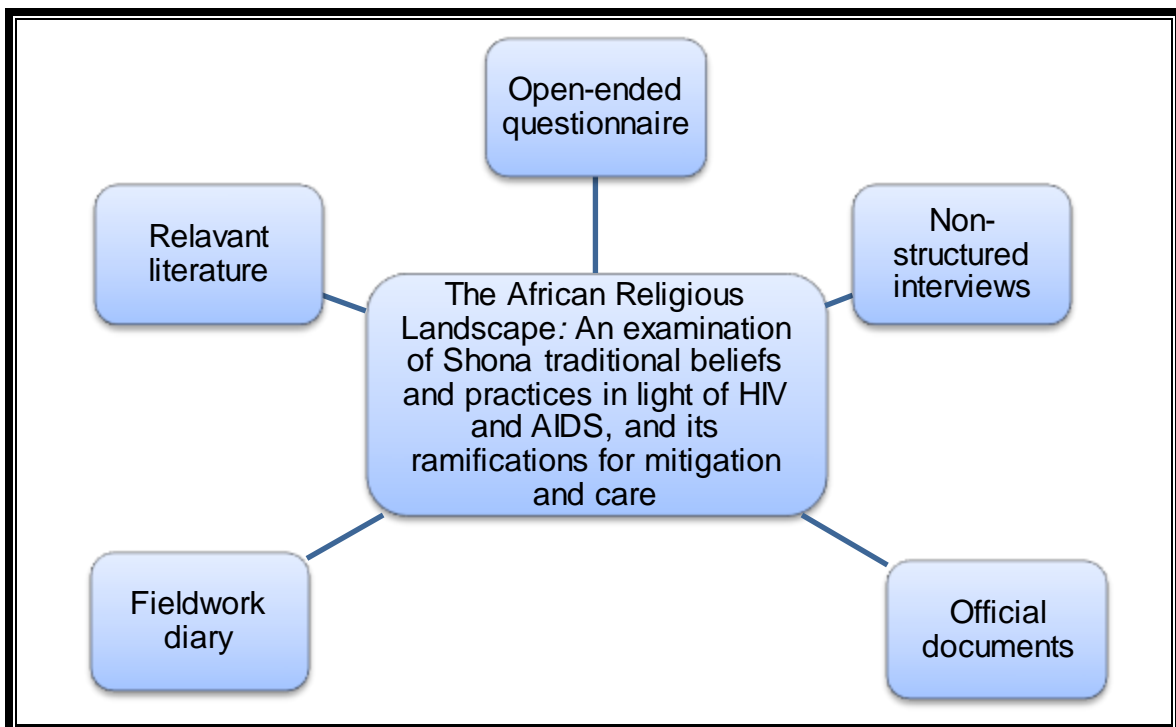 Open-ended
questionnaire
Relavant
literature
Non-
structured
interviews
The African Religious
Landscape: An examination
of Shona traditional beliefs
and practices in light of HIV
and AIDS, and its
ramifications for mitigation
and care
Fieldwork
diary
Official
documents